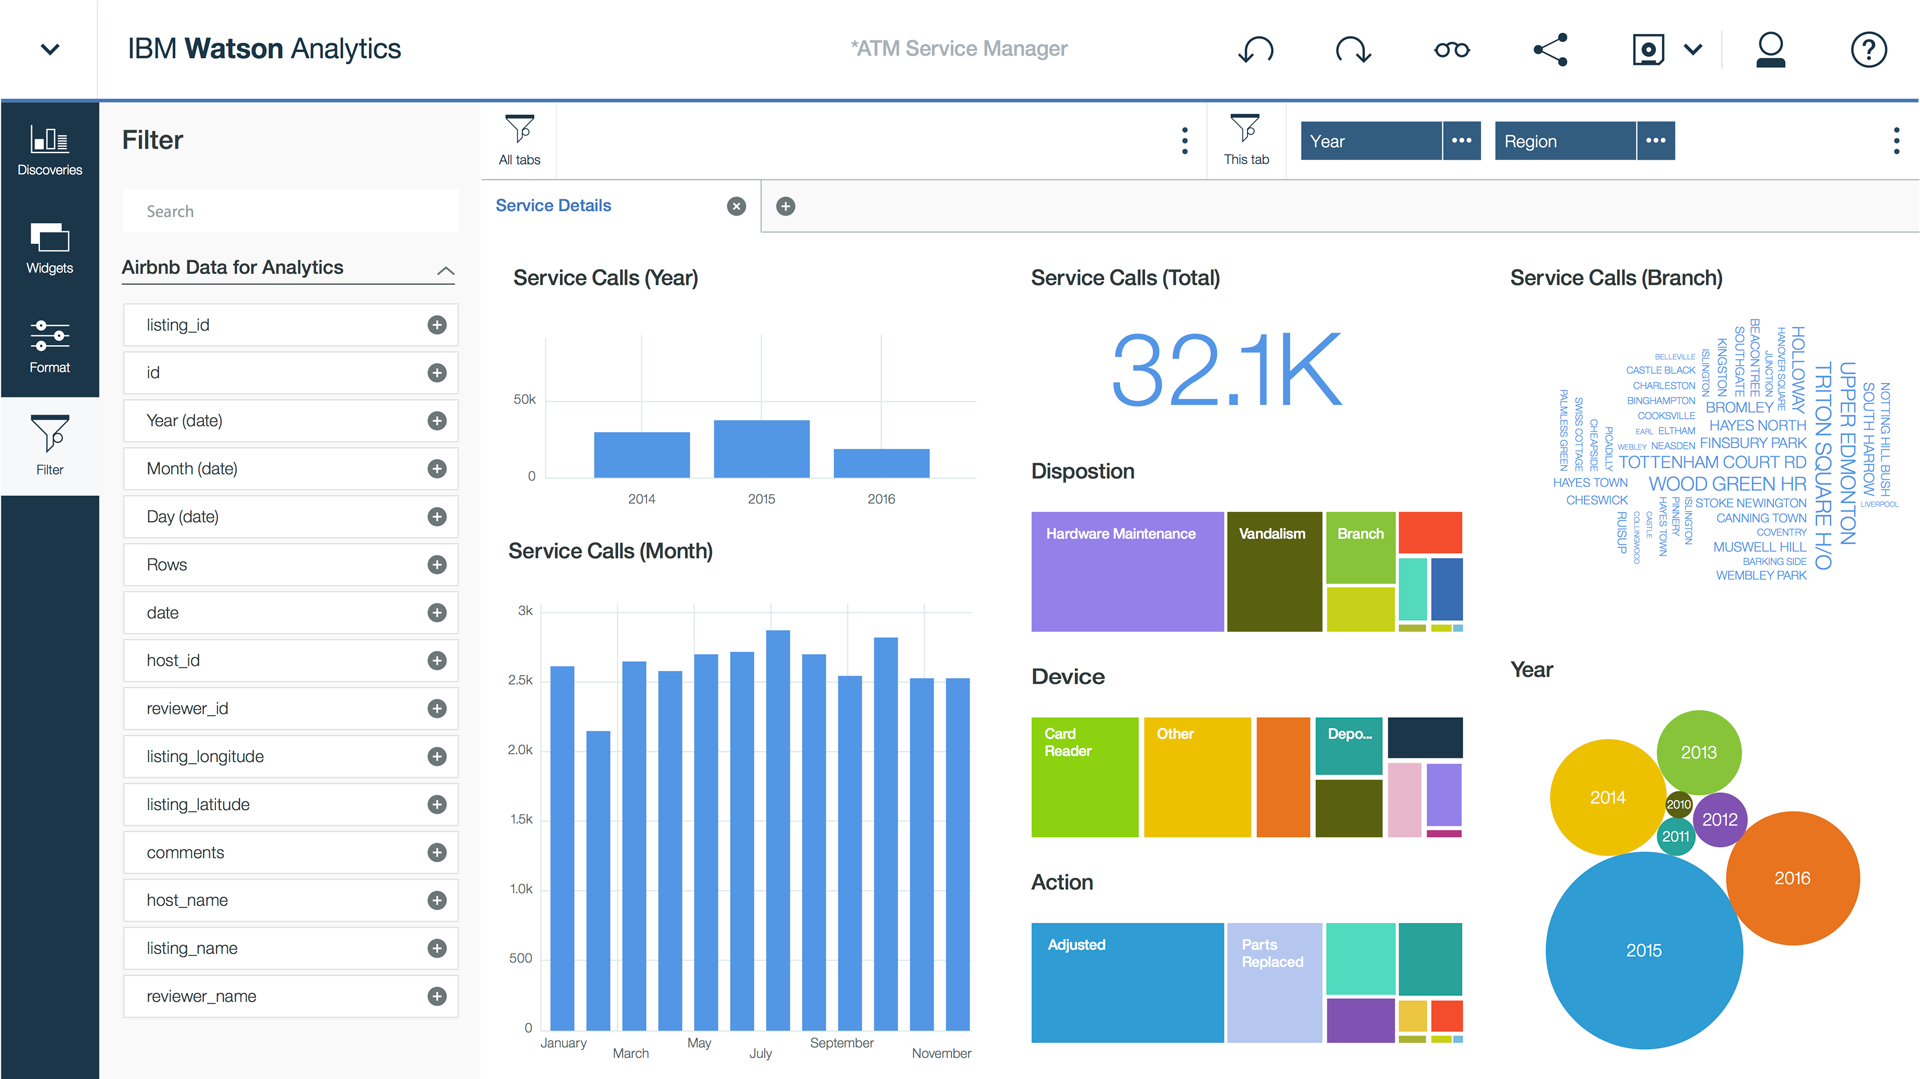 IBM Watson Analytics
*ATM Service Manager
?
Discoveries
Widgets
Format
Filter
Filter
Search
Airbnb Data for Analytics
listing_id
id
Year (date)
Month (date)
Day (date)
Rows
date
host_id
reviewer_id
listing_longitude
listing_latitude
comments
host_name
listing_name
reviewer_name
All tabs
This tab
Year
Region
Service Details
Service Calls (Year)
50k
0
2014
2015
2016
Service Calls (Month)
3k
2.5k
2.0k
1.5k
1.0k
500
0
January
March
May
July
September
November
Service Calls (Total)
32.1K
Dispostion
Hardware Maintenance
Vandalism
Branch
Device
Card
Reader
Other
Depo...
Action
Adjusted
Parts
Replaced
Service Calls (Branch)
BELLEVILLE
CASTLE BLACK
CHARLESTON
BINGHAMPTON
COOKSVILLE
EARL
ELTHAM
WEBLEY
NEASDEN
ISLINGTON
KINGSTON
SOUTHGATE
BEACONTREE
JUNCTION
HANOVER SQUARE
HOLLOWAY
BROMLEY
HAYES NORTH
FINSBURY PARK
TOTTENHAM COURT RD
WOOD GREEN HR
STOKE NEWINGTON
CANNING TOWN
COVENTRY
MUSWELL HILL
BARKING SIDE
WEMBLEY PARK
TRITON SQUARE H/O
UPPER EDMONTON
SOUTH HARROW
NOTTING HILL BUSH
LIVERPOOL
PALMLESS GREEN
SWISS COTTAGE
CHEAPSIDE
PICADILLY
HAYES TOWN
CHESWICK
RUISUP
COLLINGWOOD
CASTLE
HAYES TOWN
PINNERY
ISLINGTON
Year
2013
2014
2010
2012
2011
2016
2015